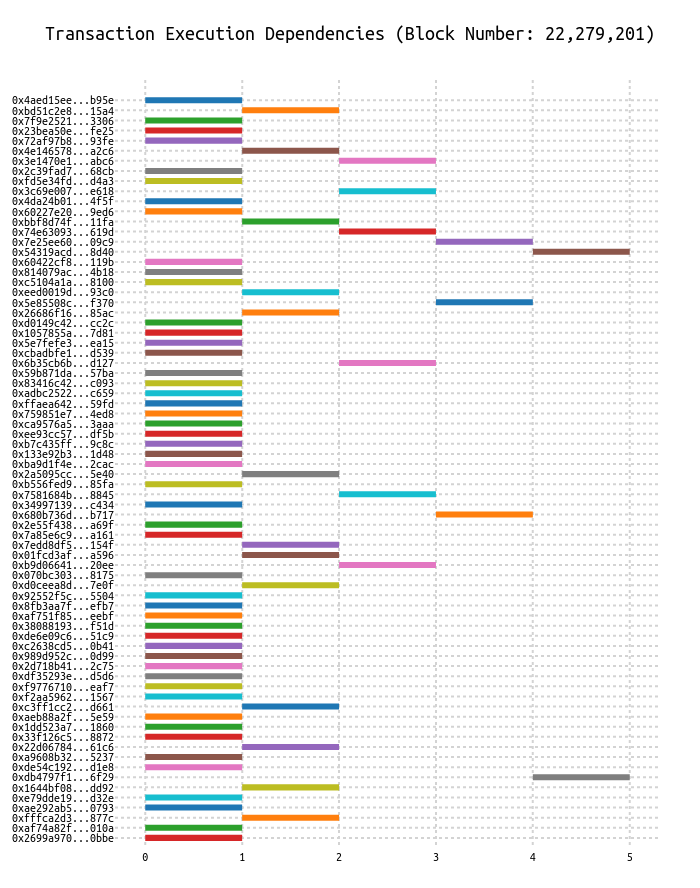 Transaction Execution Dependencies (Block Number: 22,279,201)
0x4aed15ee...b95e
0xbd51c2e8...15a4
0x7f9e2521...3306
0x23bea50e...fe25
0x72af97b8...93fe
0x4e146578...a2c6
0x3e1470e1...abc6
0x2c39fad7...68cb
0xfd5e34fd...d4a3
0x3c69e007...e618
0x4da24b01...4f5f
0x60227e20...9ed6
0xbbf8d74f...11fa
0x74e63093...619d
0x7e25ee60...09c9
0x54319acd...8d40
0x60422cf8...119b
0x814079ac...4b18
0xc5104a1a...8100
0xeed0019d...93c0
0x5e85508c...f370
0x26686f16...85ac
0xd0149c42...cc2c
0x1057855a...7d81
0x5e7fefe3...ea15
0xcbadbfe1...d539
0x6b35cb6b...d127
0x59b871da...57ba
0x83416c42...c093
0xadbc2522...c659
0xffaea642...59fd
0x759851e7...4ed8
0xca9576a5...3aaa
0xee93cc57...df5b
0xb7c435ff...9c8c
0x133e92b3...1d48
0xba9d1f4e...2cac
0x2a5095cc...5e40
0xb556fed9...85fa
0x7581684b...8845
0x34997139...c434
0x680b736d...b717
0x2e55f438...a69f
0x7a85e6c9...a161
0x7edd8df5...154f
0x01fcd3af...a596
0xb9d06641...20ee
0x070bc303...8175
0xd0ceea8d...7e0f
0x92552f5c...5504
0x8fb3aa7f...efb7
0xaf751f85...eebf
0x38088193...f51d
0xde6e09c6...51c9
0xc2638cd5...0b41
0x989d952c...0d99
0x2d718b41...2c75
0xdf35293e...d5d6
0xf9776710...eaf7
0xf2aa5962...1567
0xc3ff1cc2...d661
0xaeb88a2f...5e59
0x1dd523a7...1860
0x33f126c5...8872
0x22d06784...61c6
0xa9608b32...5237
0xde54c192...d1e8
0xdb4797f1...6f29
0x1644bf08...dd92
0xe79dde19...d32e
0xae292ab5...0793
0xfffca2d3...877c
0xaf74a82f...010a
0x2699a970...0bbe
0 1 2 3 4 5